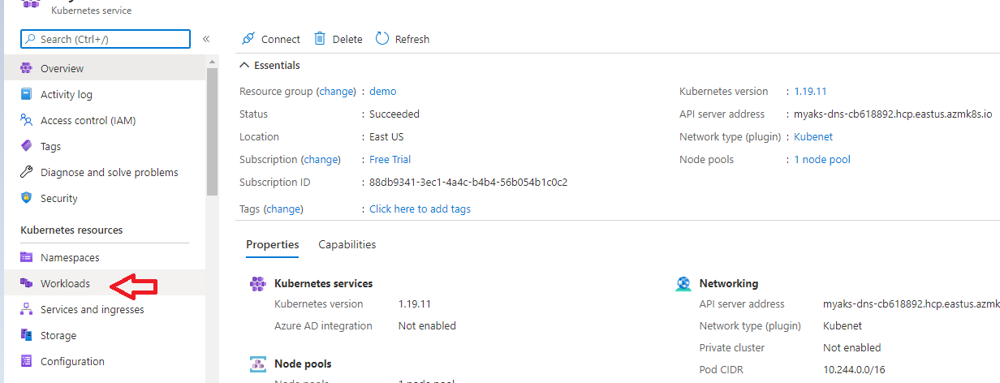 Kubernetes service
Search (Ctrl+/)
«
Overview
Activity log
Access control (IAM)
Tags
Diagnose and solve problems
Security
Kubernetes resources
Namespaces
Workloads
Services and ingresses
Storage
Configuration
Connect Delete Refresh
Essentials
Resource group (change) : demo
Status : Succeeded
Location : East US
Subscription (change) : Free Trial
Subscription ID : 88db9341-3ec1-4a4c-b4b4-56b054b1c0c2
Tags (change) : Click here to add tags
Kubernetes version : 1.19.11
API server address : myaks-dns-cb618892.hcp.eastus.azmk8s.io
Network type (plugin) : Kubenet
Node pools : 1 node pool
Properties Capabilities
Kubernetes services
Kubernetes version 1.19.11
Azure AD integration Not enabled
Node pools
Node pools 1 node pool
Networking
API server address myaks-dns-cb618892.hcp.eastus.azmk
Network type (plugin) Kubenet
Private cluster Not enabled
Pod CIDR 10.244.0.0/16